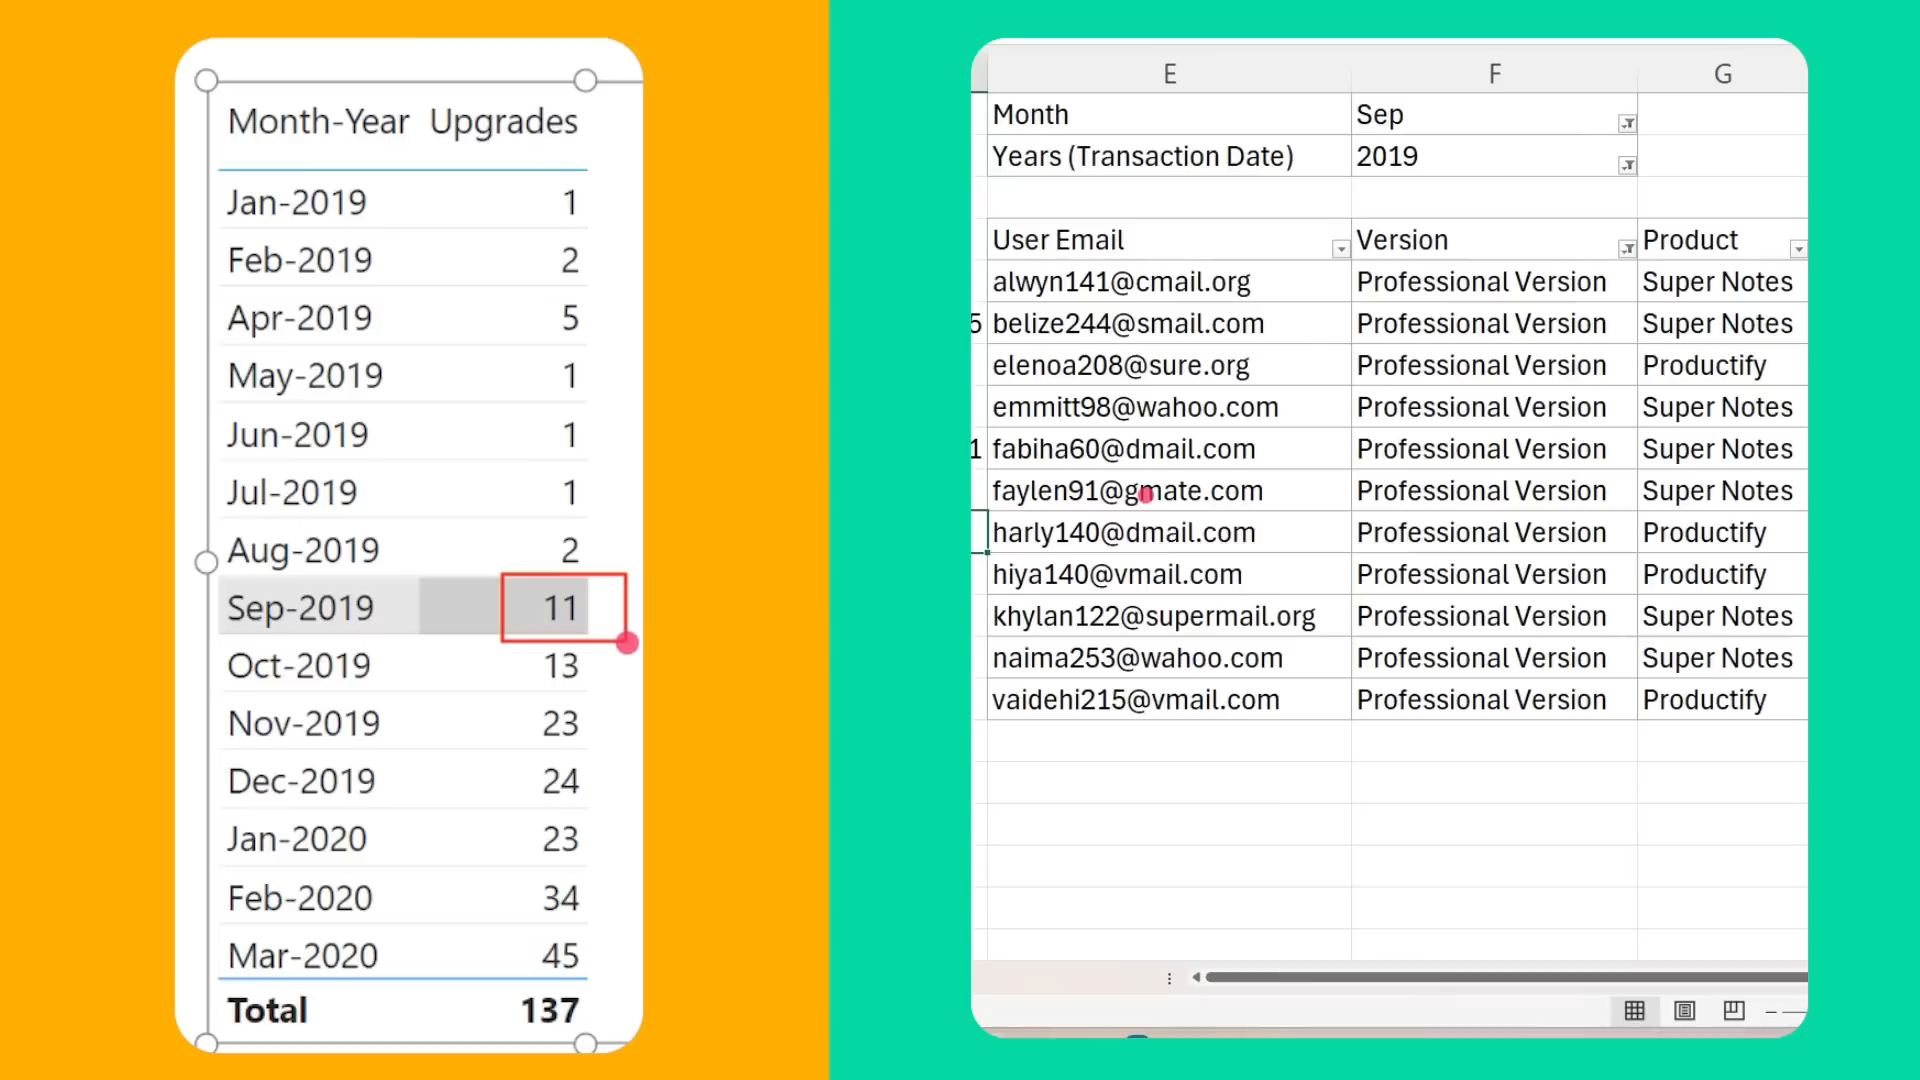 Month-Year Upgrades
Jan-2019 1
Feb-2019 2
Apr-2019 5
May-2019 1
Jun-2019 1
Jul-2019 1
Aug-2019 2
Sep-2019 11
Oct-2019 13
Nov-2019 23
Dec-2019 24
Jan-2020 23
Feb-2020 34
Mar-2020 45
Total 137
E F G
Month Sep
Years (Transaction Date) 2019
User Email Version Product
alwyn141@cmail.org Professional Version Super Notes
5 belize244@smail.com Professional Version Super Notes
elenoa208@sure.org Professional Version Productify
emmitt98@wahoo.com Professional Version Super Notes
1 fabiha60@dmail.com Professional Version Super Notes
faylen91@gmate.com Professional Version Super Notes
harly140@dmail.com Professional Version Productify
hiya140@vmail.com Professional Version Productify
khylan122@supermail.org Professional Version Super Notes
naima253@wahoo.com Professional Version Super Notes
vaidehi215@vmail.com Professional Version Productify